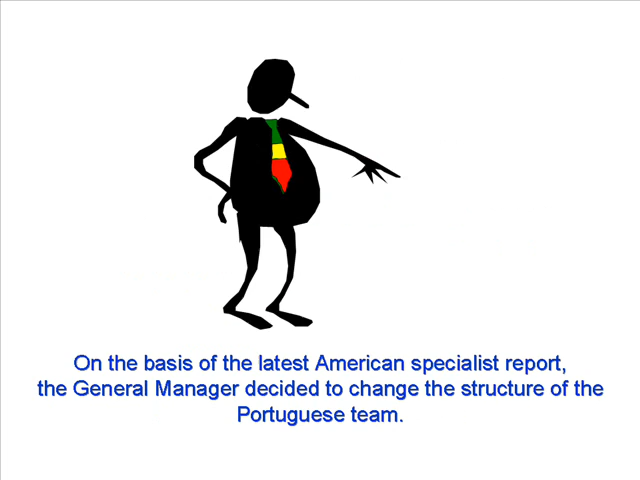 On the basis of the latest American specialist report,
the General Manager decided to change the structure of the
Portuguese team.